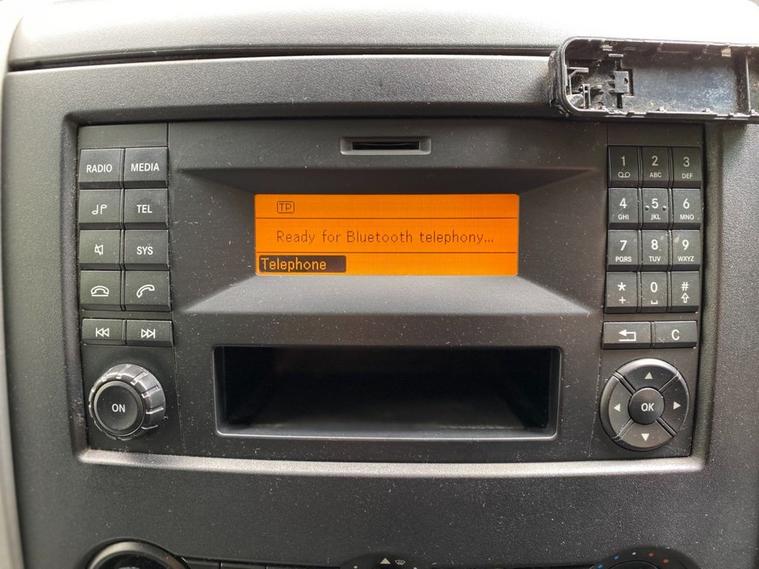 RADIO MEDIA
TEL
SYS
ON
TP
Ready for Bluetooth telephony...
Telephone
1 2 3
ABC DEF
4 5 6
GHI JKL MNO
7 8 9
PQRS TUV WXYZ
* 0 #
+
C
OK